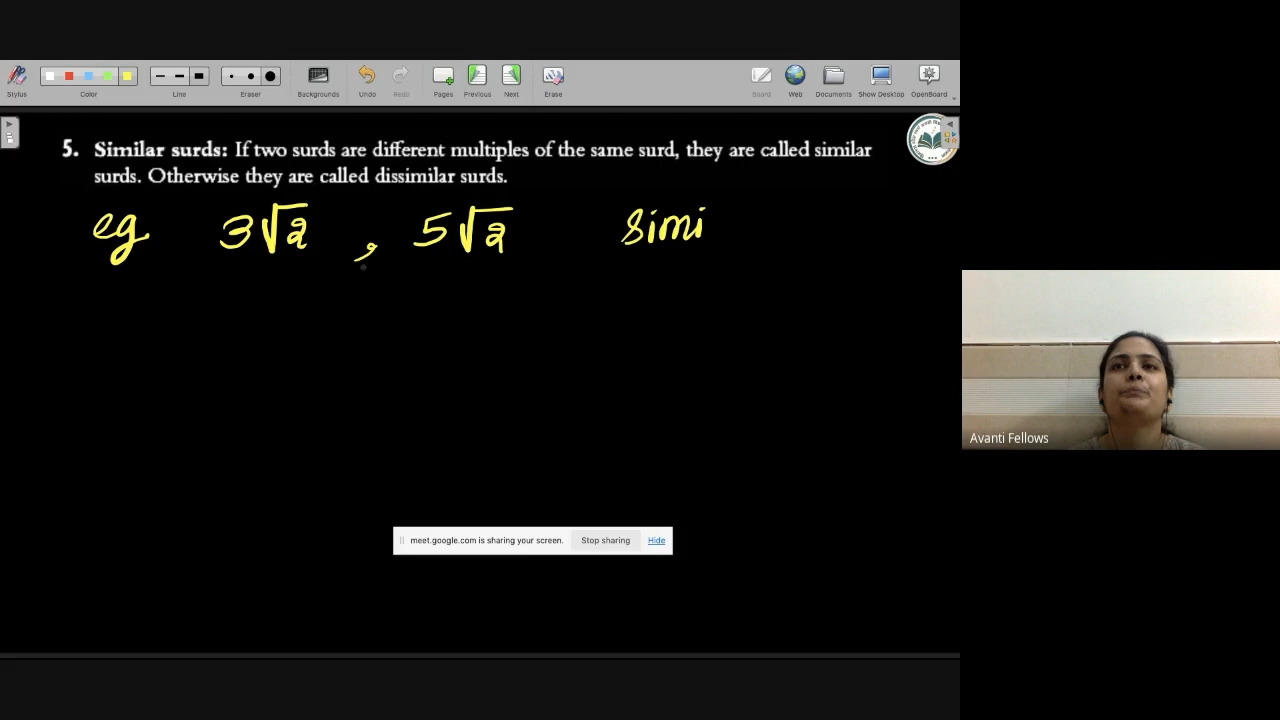 Stylus Color Line Eraser Backgrounds Undo Redo Pages Previous Next Erase Board Web Documents Show Desktop OpenBoard
5. Similar surds: If two surds are different multiples of the same surd, they are called similar
surds. Otherwise they are called dissimilar surds.
eg 3√2 , 5√2 simi
Avanti Fellows
meet.google.com is sharing your screen. Stop sharing Hide